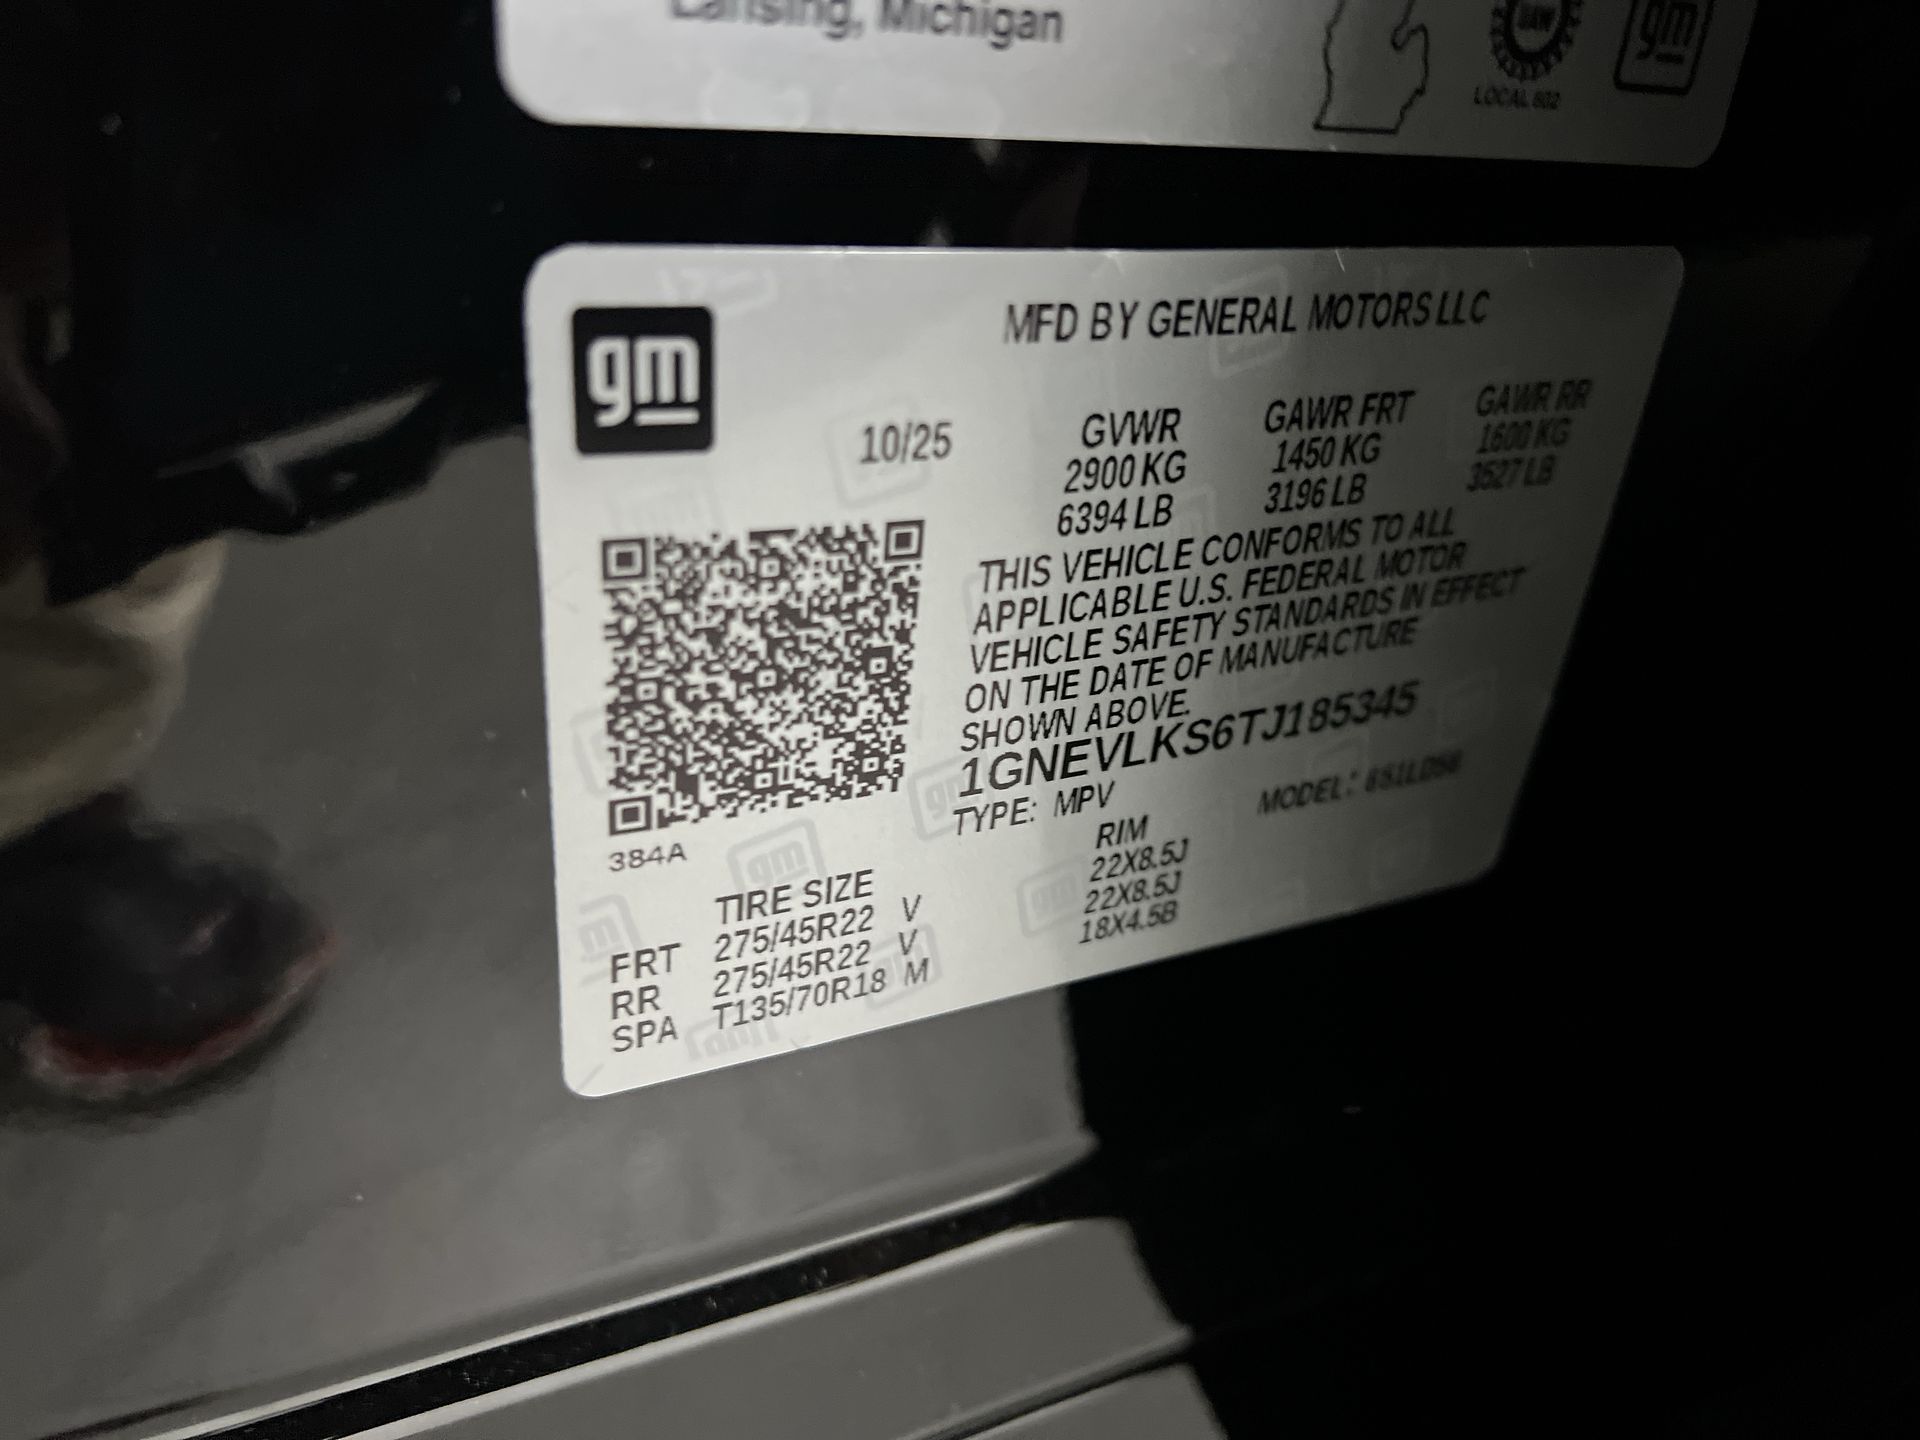 Lansing, Michigan
UAW
LOCAL 602
gm
gm
MFD BY GENERAL MOTORS LLC
10/25
GVWR GAWR FRT GAWR RR
2900 KG 1450 KG 1600 KG
6394 LB 3196 LB 3527 LB
THIS VEHICLE CONFORMS TO ALL
APPLICABLE U.S. FEDERAL MOTOR
VEHICLE SAFETY STANDARDS IN EFFECT
ON THE DATE OF MANUFACTURE
SHOWN ABOVE.
1GNEVLKS6TJ185345
TYPE: MPV MODEL:
384A
TIRE SIZE RIM
FRT 275/45R22 V 22X8.5J
RR 275/45R22 V 22X8.5J
SPA T135/70R18 M 18X4.5B